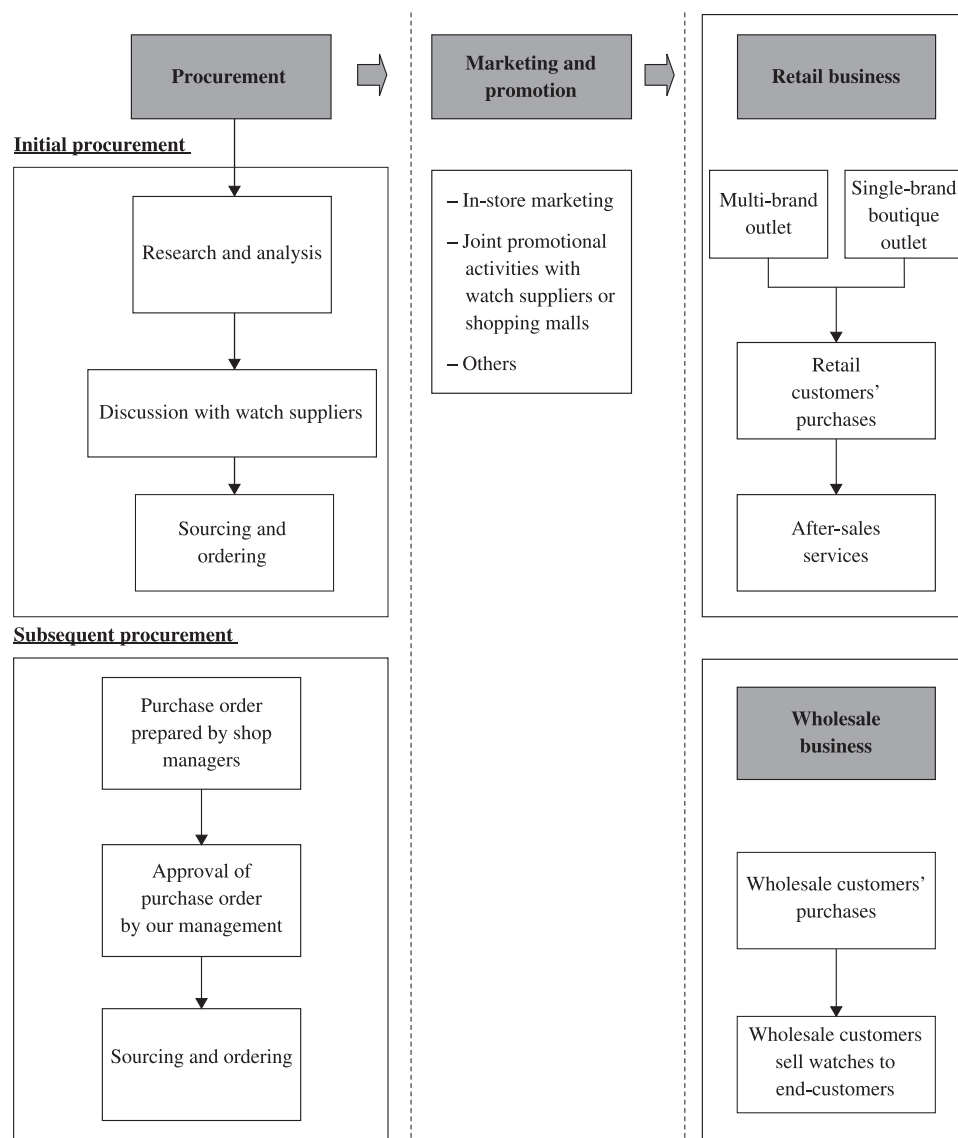 Procurement
Marketing and
promotion
Retail business
Initial procurement
Research and analysis
Discussion with watch suppliers
Sourcing and
ordering
– In-store marketing
– Joint promotional
activities with
watch suppliers or
shopping malls
– Others
Multi-brand
outlet
Single-brand
boutique
outlet
Retail
customers’
purchases
After-sales
services
Subsequent procurement
Purchase order
prepared by shop
managers
Approval of
purchase order
by our management
Sourcing and ordering
Wholesale
business
Wholesale customers’
purchases
Wholesale customers
sell watches to
end-customers